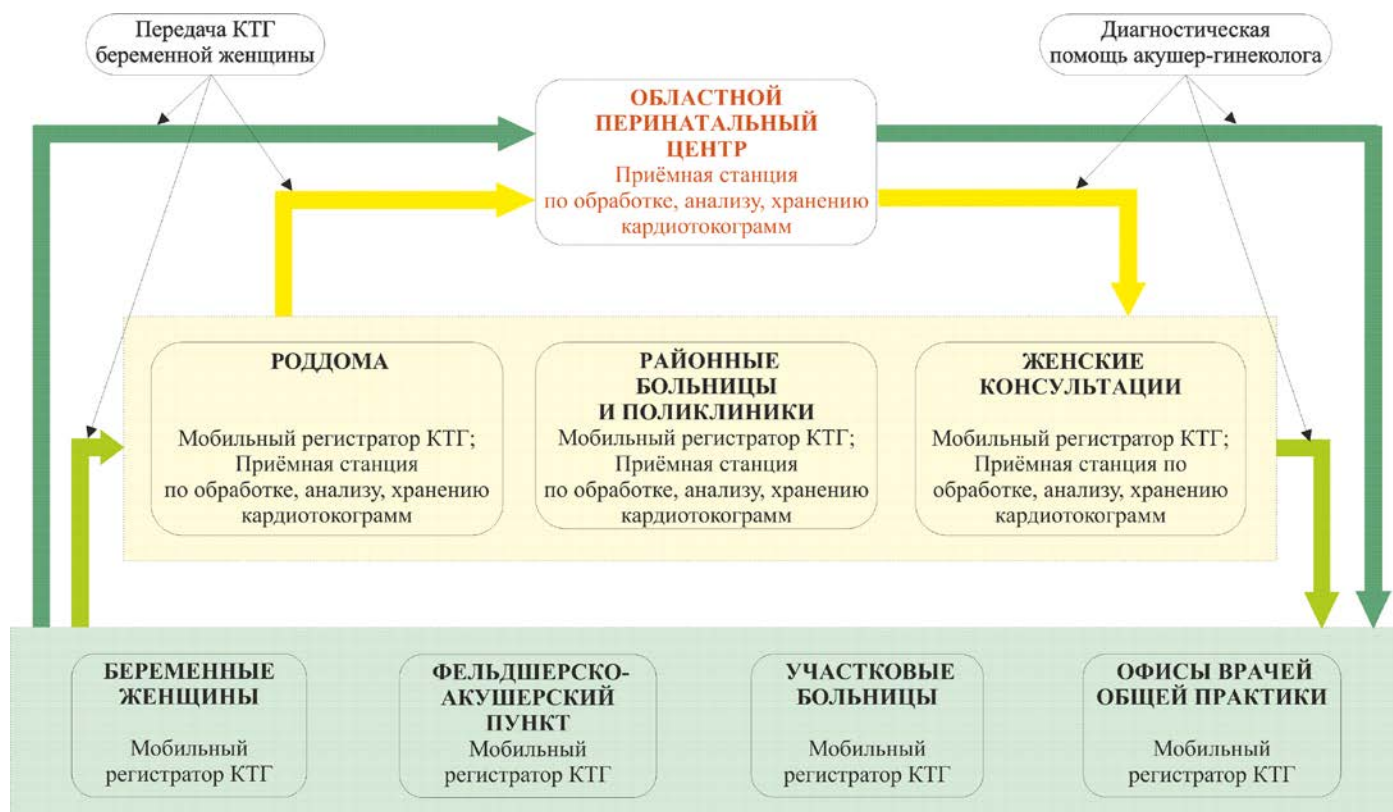 Передача КТГ
беременной женщины
Диагностическая
помощь акушер-гинеколога
ОБЛАСТНОЙ
ПЕРИНАТАЛЬНЫЙ
ЦЕНТР
Приёмная станция
по обработке, анализу, хранению
кардиотокограмм
РОДДОМА
Мобильный регистратор КТГ;
Приёмная станция
по обработке, анализу, хранению
кардиотокограмм
РАЙОННЫЕ
БОЛЬНИЦЫ
И ПОЛИКЛИНИКИ
Мобильный регистратор КТГ;
Приёмная станция
по обработке, анализу, хранению
кардиотокограмм
ЖЕНСКИЕ
КОНСУЛЬТАЦИИ
Мобильный регистратор КТГ;
Приёмная станция по
обработке, анализу, хранению
кардиотокограмм
БЕРЕМЕННЫЕ
ЖЕНЩИНЫ
Мобильный
регистратор КТГ
ФЕЛЬДШЕРСКО-
АКУШЕРСКИЙ
ПУНКТ
Мобильный
регистратор КТГ
УЧАСТКОВЫЕ
БОЛЬНИЦЫ
Мобильный
регистратор КТГ
ОФИСЫ ВРАЧЕЙ
ОБЩЕЙ ПРАКТИКИ
Мобильный
регистратор КТГ